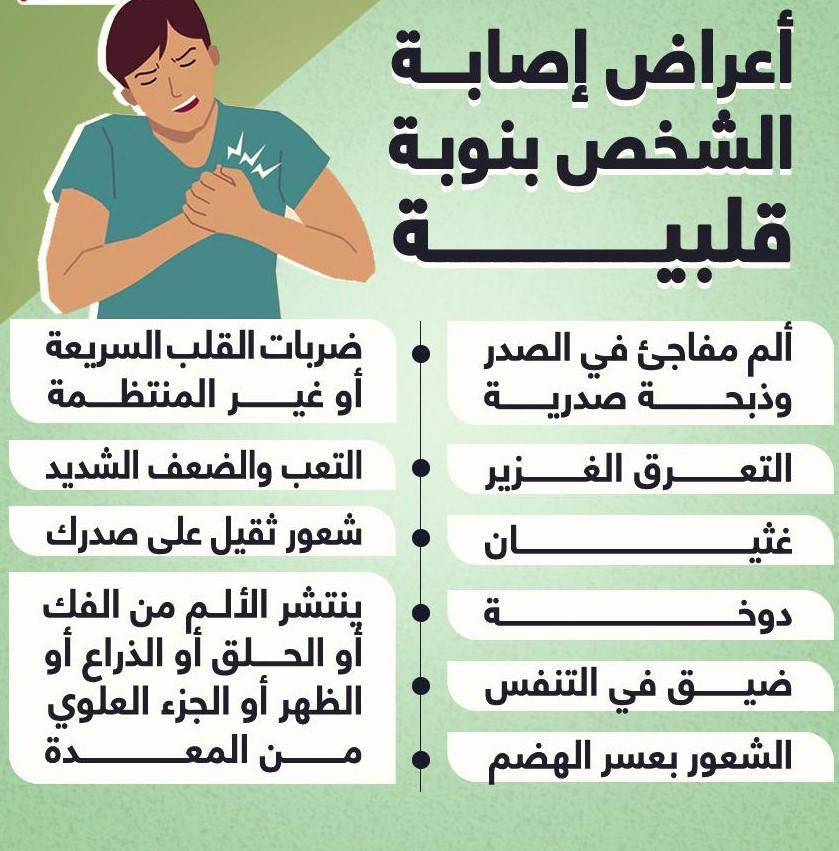 أعراض إصابة
الشخص بنوبة
قلبية
ألم مفاجئ في الصدر
وذبحة صدرية
التعرق الغزير
غثيان
دوخة
ضيق في التنفس
الشعور بعسر الهضم
ضربات القلب السريعة
أو غير المنتظمة
التعب والضعف الشديد
شعور ثقيل على صدرك
ينتشر الألم من الفك
أو الحلق أو الذراع أو
الظهر أو الجزء العلوي
من المعدة